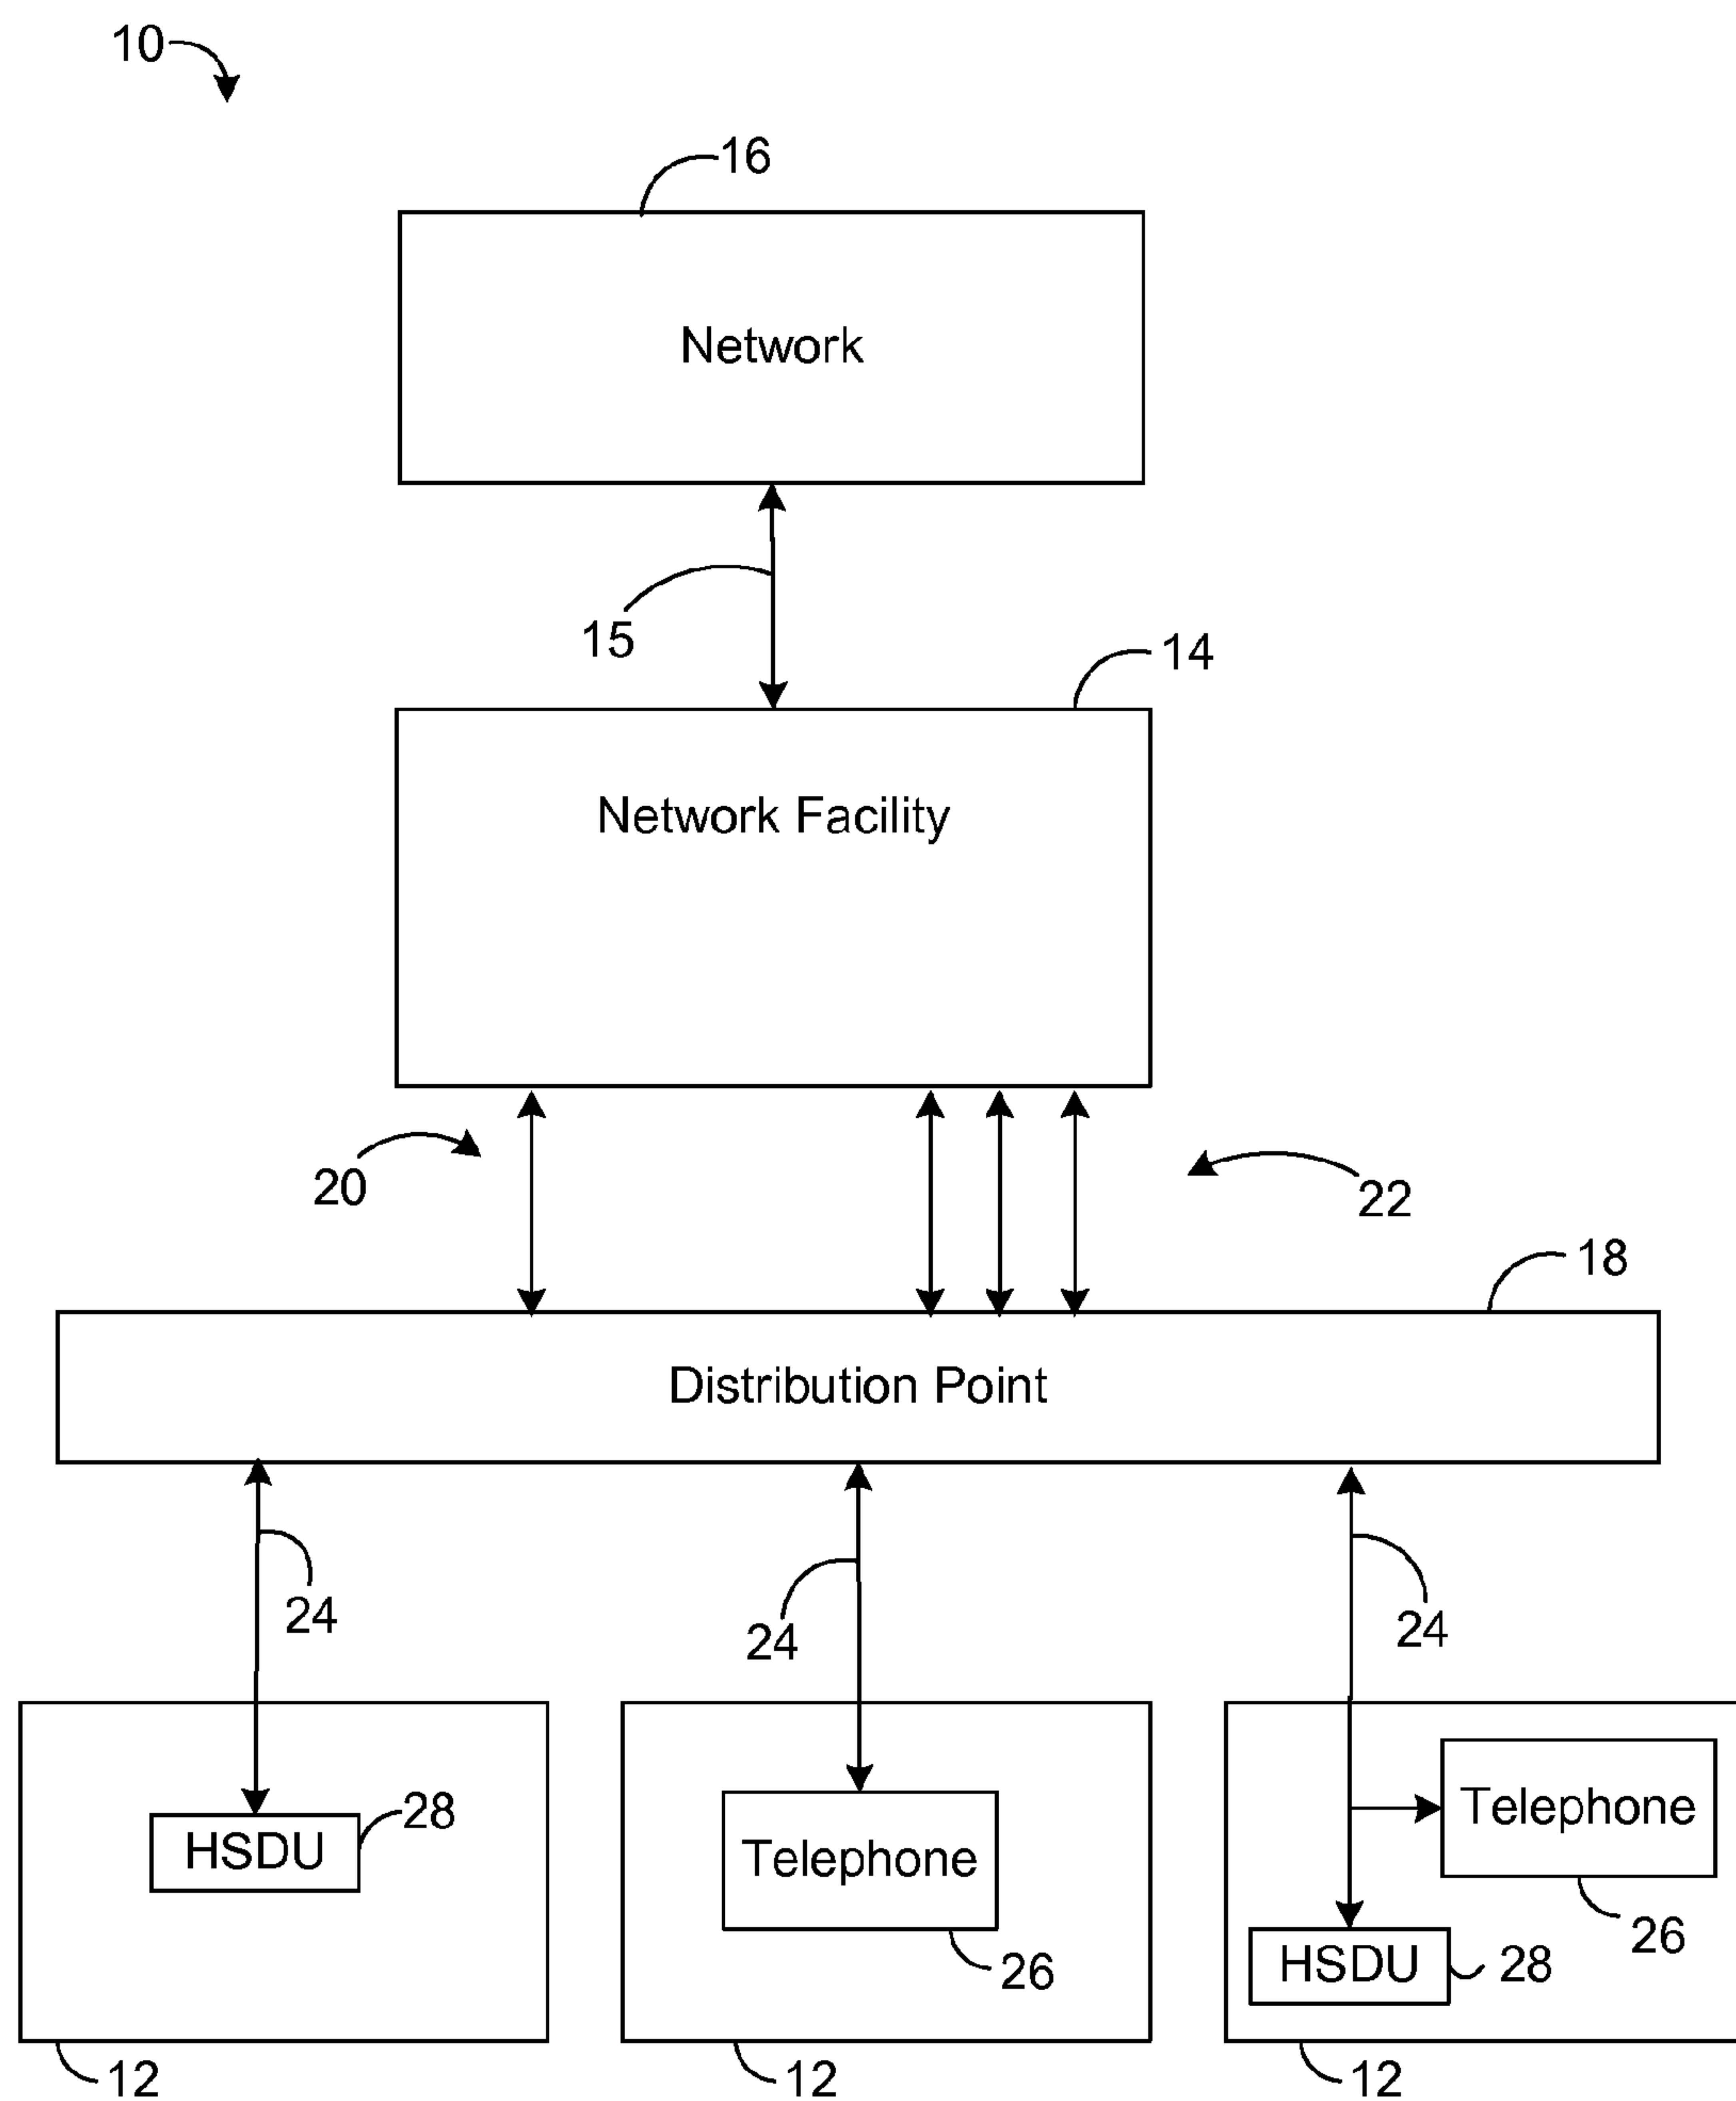 10
16
Network
15
14
Network Facility
20
22
18
Distribution Point
24
24
24
28
HSDU
Telephone
Telephone
26
26
HSDU
28
12
12
12